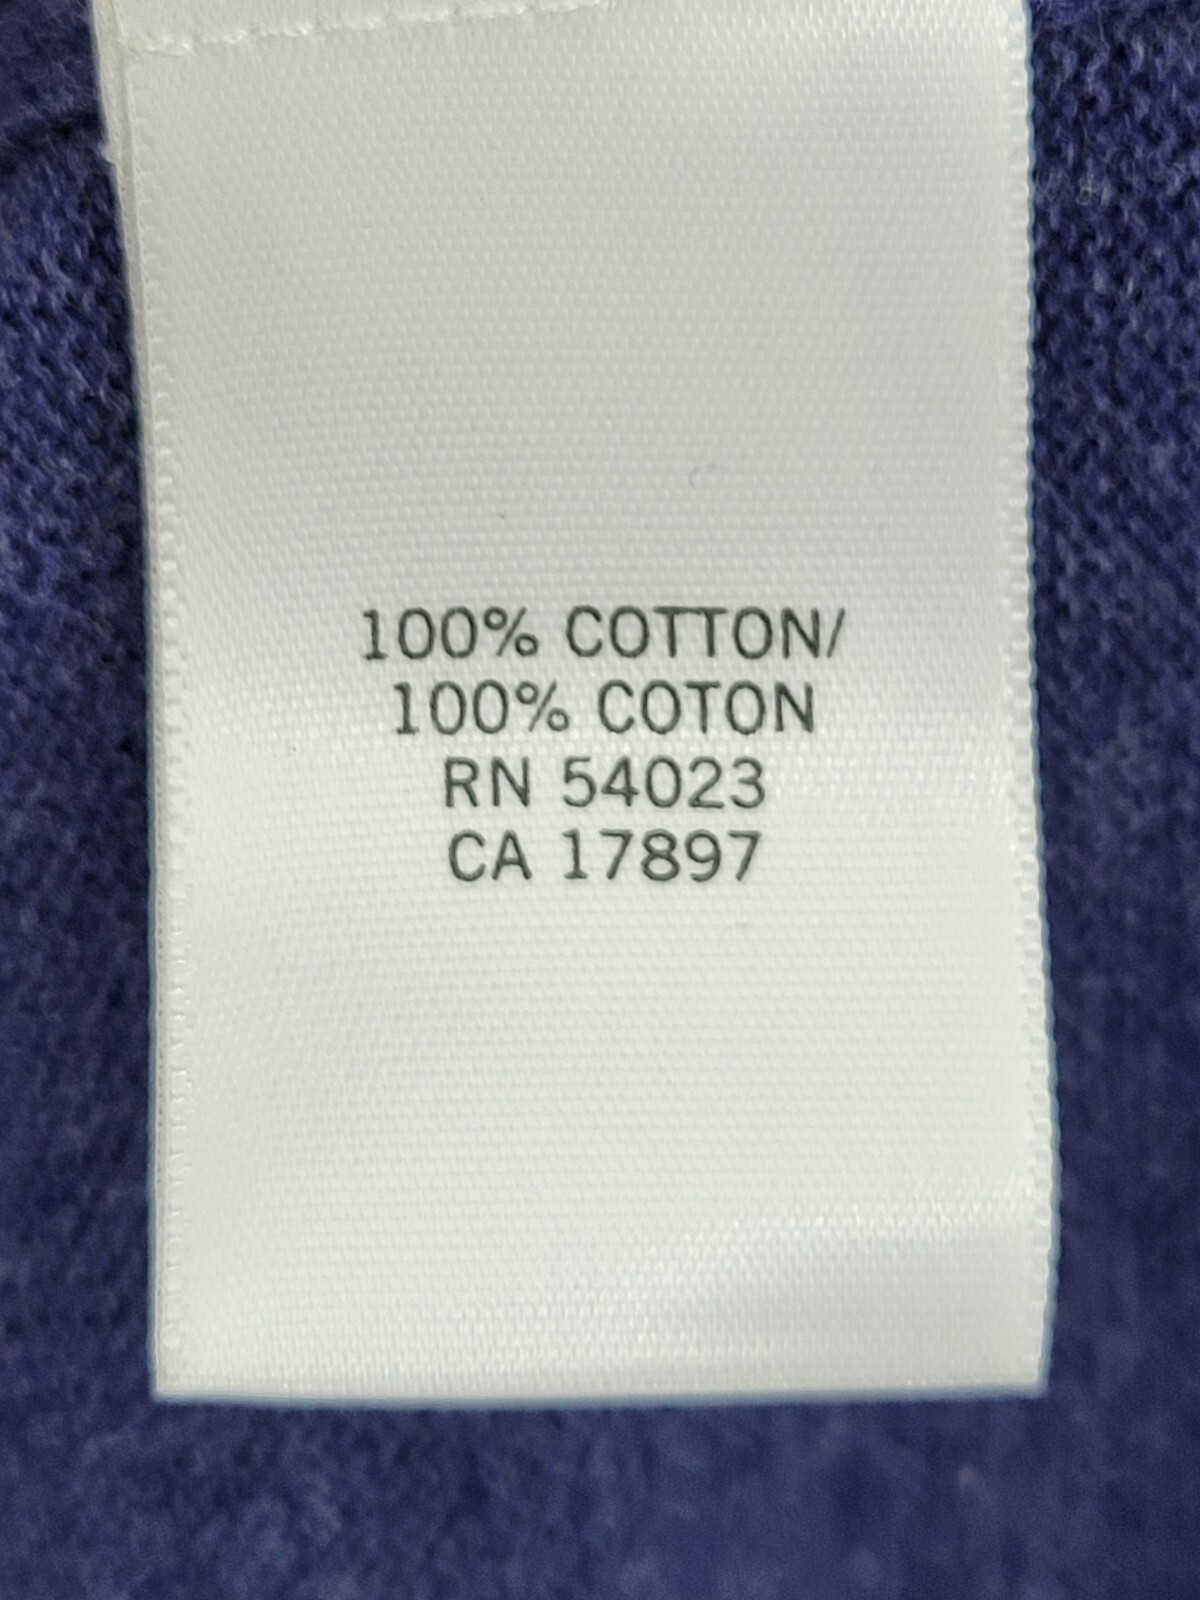 100% COTTON/
100% COTON
RN 54023
CA 17897